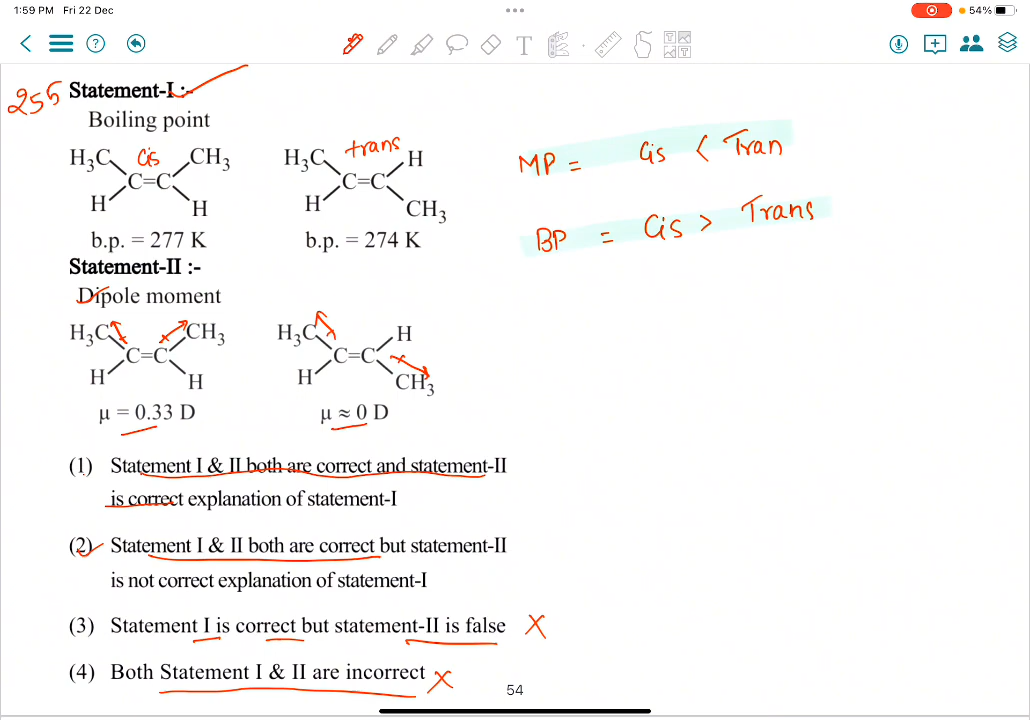 1:59 PM Fri 22 Dec
54%
T
255 Statement-I :-
Boiling point
H₃C Cis CH₃ H₃C trans H
C=C C=C
H H H CH₃
b.p. = 277 K b.p. = 274 K
MP = Cis < Tran
BP = Cis > Trans
Statement-II :-
Dipole moment
H₃C CH₃ H₃C H
C=C C=C
H H H CH₃
μ = 0.33 D μ ≈ 0 D
(1) Statement I & II both are correct and statement-II
is correct explanation of statement-I
(2) Statement I & II both are correct but statement-II
is not correct explanation of statement-I
(3) Statement I is correct but statement-II is false X
(4) Both Statement I & II are incorrect X
54